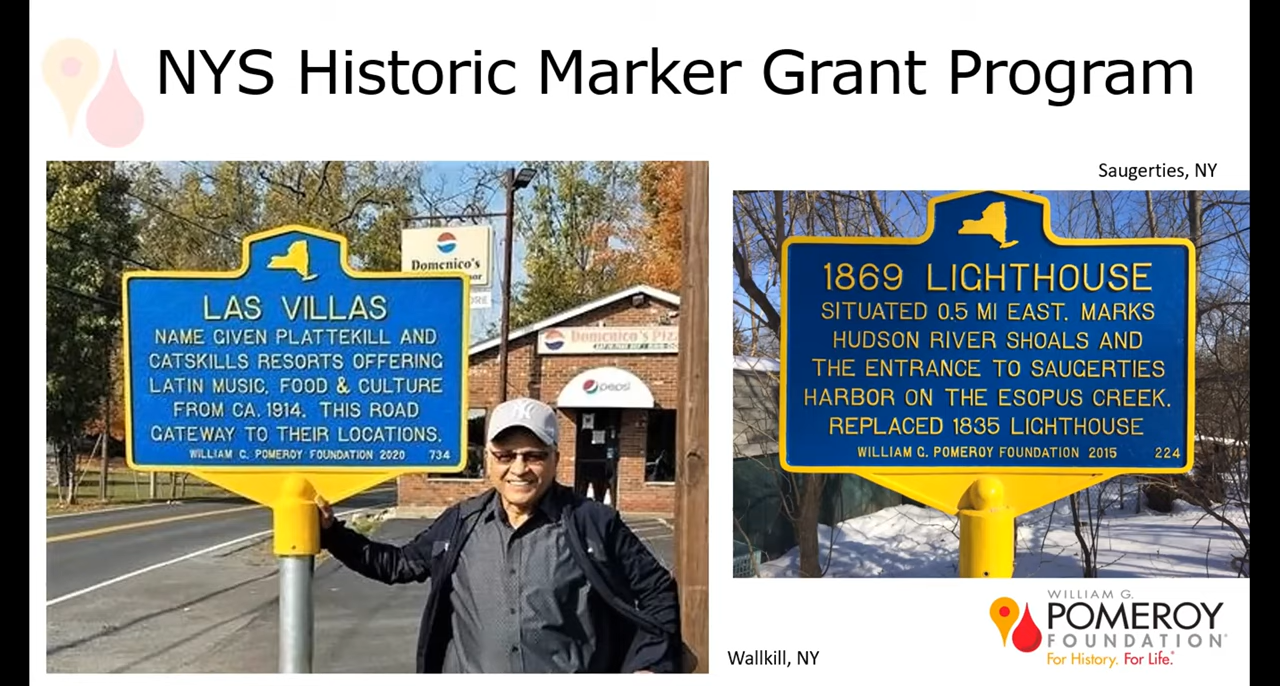 NYS Historic Marker Grant Program
LAS VILLAS
NAME GIVEN PLATTEKILL AND
CATSKILLS RESORTS OFFERING
LATIN MUSIC, FOOD & CULTURE
FROM CA. 1914. THIS ROAD
GATEWAY TO THEIR LOCATIONS.
WILLIAM G. POMEROY FOUNDATION 2020 734
Domenico's
Domenico's
pepsi
NY
Wallkill, NY
Saugerties, NY
1869 LIGHTHOUSE
SITUATED 0.5 MI EAST. MARKS
HUDSON RIVER SHOALS AND
THE ENTRANCE TO SAUGERTIES
HARBOR ON THE ESOPUS CREEK.
REPLACED 1835 LIGHTHOUSE
WILLIAM G. POMEROY FOUNDATION 2015 224
WILLIAM G.
POMEROY
FOUNDATION®
For History. For Life.®